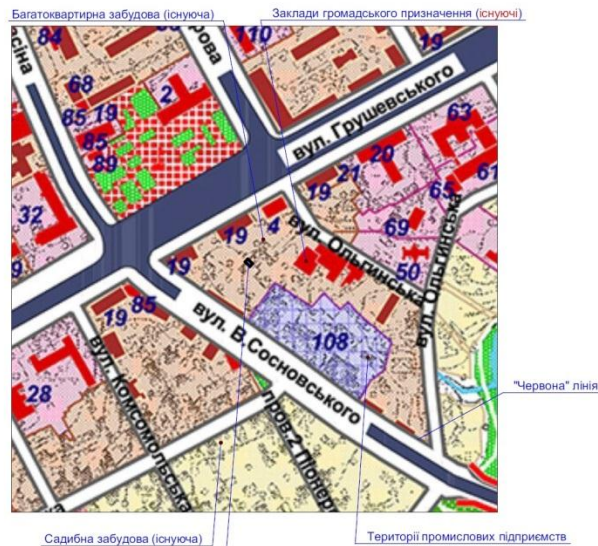 Багатоквартирна забудова (існуюча)
Заклади громадського призначення (існуючі)
84
110
19
68
2
85
19
вул. Грушевського
63
85
89
20
21
19
61
65
32
4
69
19
вул. Ольгинська
50
вул. Ольгинська
19
85
19
вул. В.Сосновського
108
28
вул. Комсомольська
пров.2 Піонер
"Червона" лінія
Садибна забудова (існуюча)
Території промислових підприємств